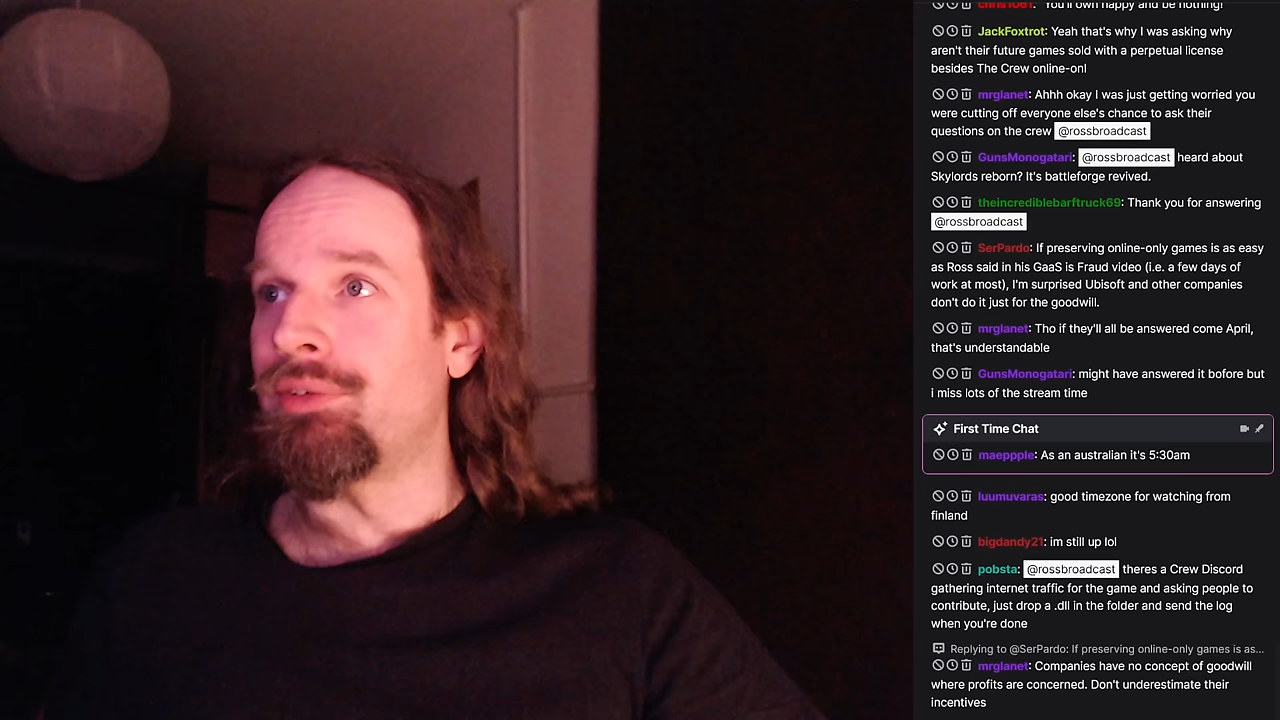 chris1061: You'll own nappy and be nothing!
JackFoxtrot: Yeah that's why I was asking why
aren't their future games sold with a perpetual license
besides The Crew online-onl
mrglanet: Ahhh okay I was just getting worried you
were cutting off everyone else's chance to ask their
questions on the crew @rossbroadcast
GunsMonogatari: @rossbroadcast heard about
Skylords reborn? It's battleforge revived.
theincrediblebarftruck69: Thank you for answering
@rossbroadcast
SerPardo: If preserving online-only games is as easy
as Ross said in his GaaS is Fraud video (i.e. a few days of
work at most), I'm surprised Ubisoft and other companies
don't do it just for the goodwill.
mrglanet: Tho if they'll all be answered come April,
that's understandable
GunsMonogatari: might have answered it bofore but
i miss lots of the stream time
First Time Chat
maeppple: As an australian it's 5:30am
luumuvaras: good timezone for watching from
finland
bigdandy21: im still up lol
pobsta: @rossbroadcast theres a Crew Discord
gathering internet traffic for the game and asking people to
contribute, just drop a .dll in the folder and send the log
when you're done
Replying to @SerPardo: If preserving online-only games is as...
mrglanet: Companies have no concept of goodwill
where profits are concerned. Don't underestimate their
incentives